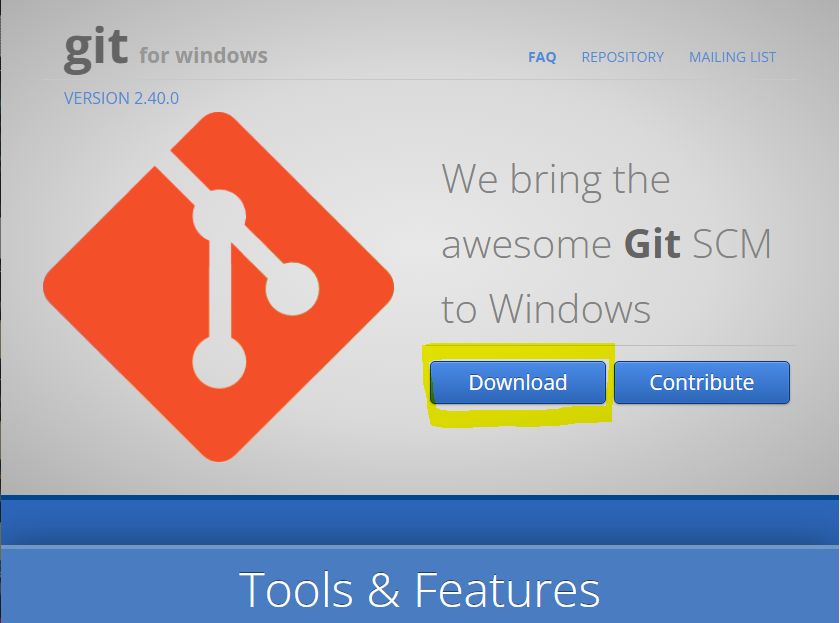 git for windows
FAQ REPOSITORY MAILING LIST
VERSION 2.40.0
We bring the
awesome Git SCM
to Windows
Download Contribute
Tools & Features